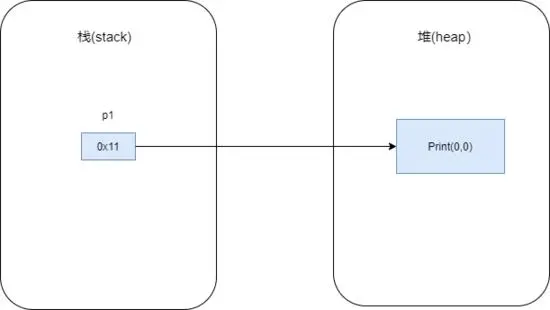 栈(stack)
堆(heap)
p1
0x11
Print(0,0)